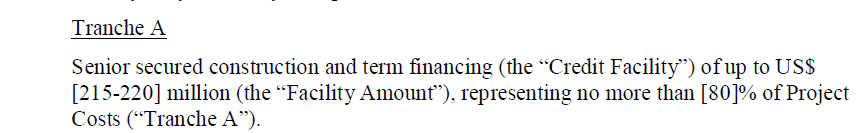 Tranche A
Senior secured construction and term financing (the “Credit Facility”) of up to US$
[215-220] million (the “Facility Amount”), representing no more than [80]% of Project
Costs (“Tranche A”).